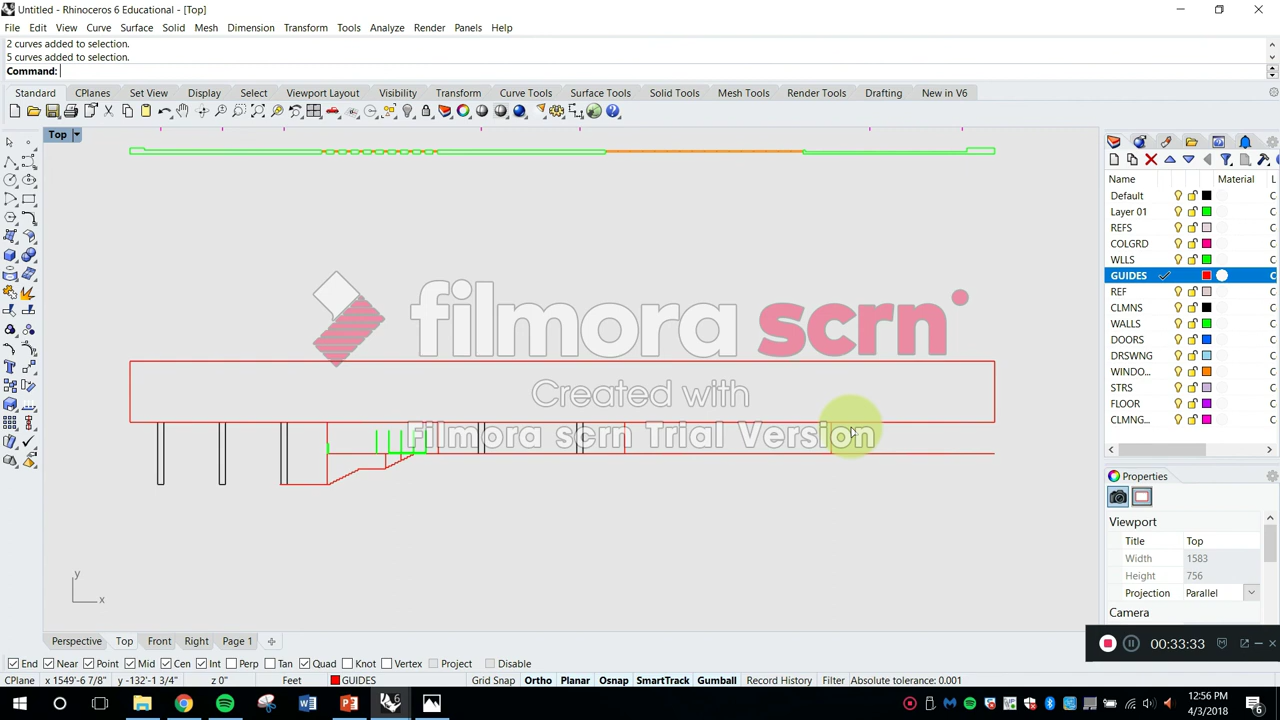 Untitled - Rhinoceros 6 Educational - [Top]
File Edit View Curve Surface Solid Mesh Dimension Transform Tools Analyze Render Panels Help
2 curves added to selection.
5 curves added to selection.
Command:
Standard CPlanes Set View Display Select Viewport Layout Visibility Transform Curve Tools Surface Tools Solid Tools Mesh Tools Render Tools Drafting New in V6
Top
Name Material L
Default C
Layer 01 C
REFS C
COLGRD C
WLLS C
GUIDES C
REF C
CLMNS C
WALLS C
DOORS C
DRSWNG C
WINDO... C
STRS C
FLOOR C
CLMNG... C
filmora scrn
Created with
Filmora scrn Trial Version
Properties
Viewport
Title Top
Width 1583
Height 756
Projection Parallel
Camera
y
x
Perspective Top Front Right Page 1
00:33:33
End Near Point Mid Cen Int Perp Tan Quad Knot Vertex Project Disable
CPlane x 1549'-6 7/8" y -132'-1 3/4" z 0" Feet GUIDES Grid Snap Ortho Planar Osnap SmartTrack Gumball Record History Filter Absolute tolerance: 0.001
12:56 PM
4/3/2018
6